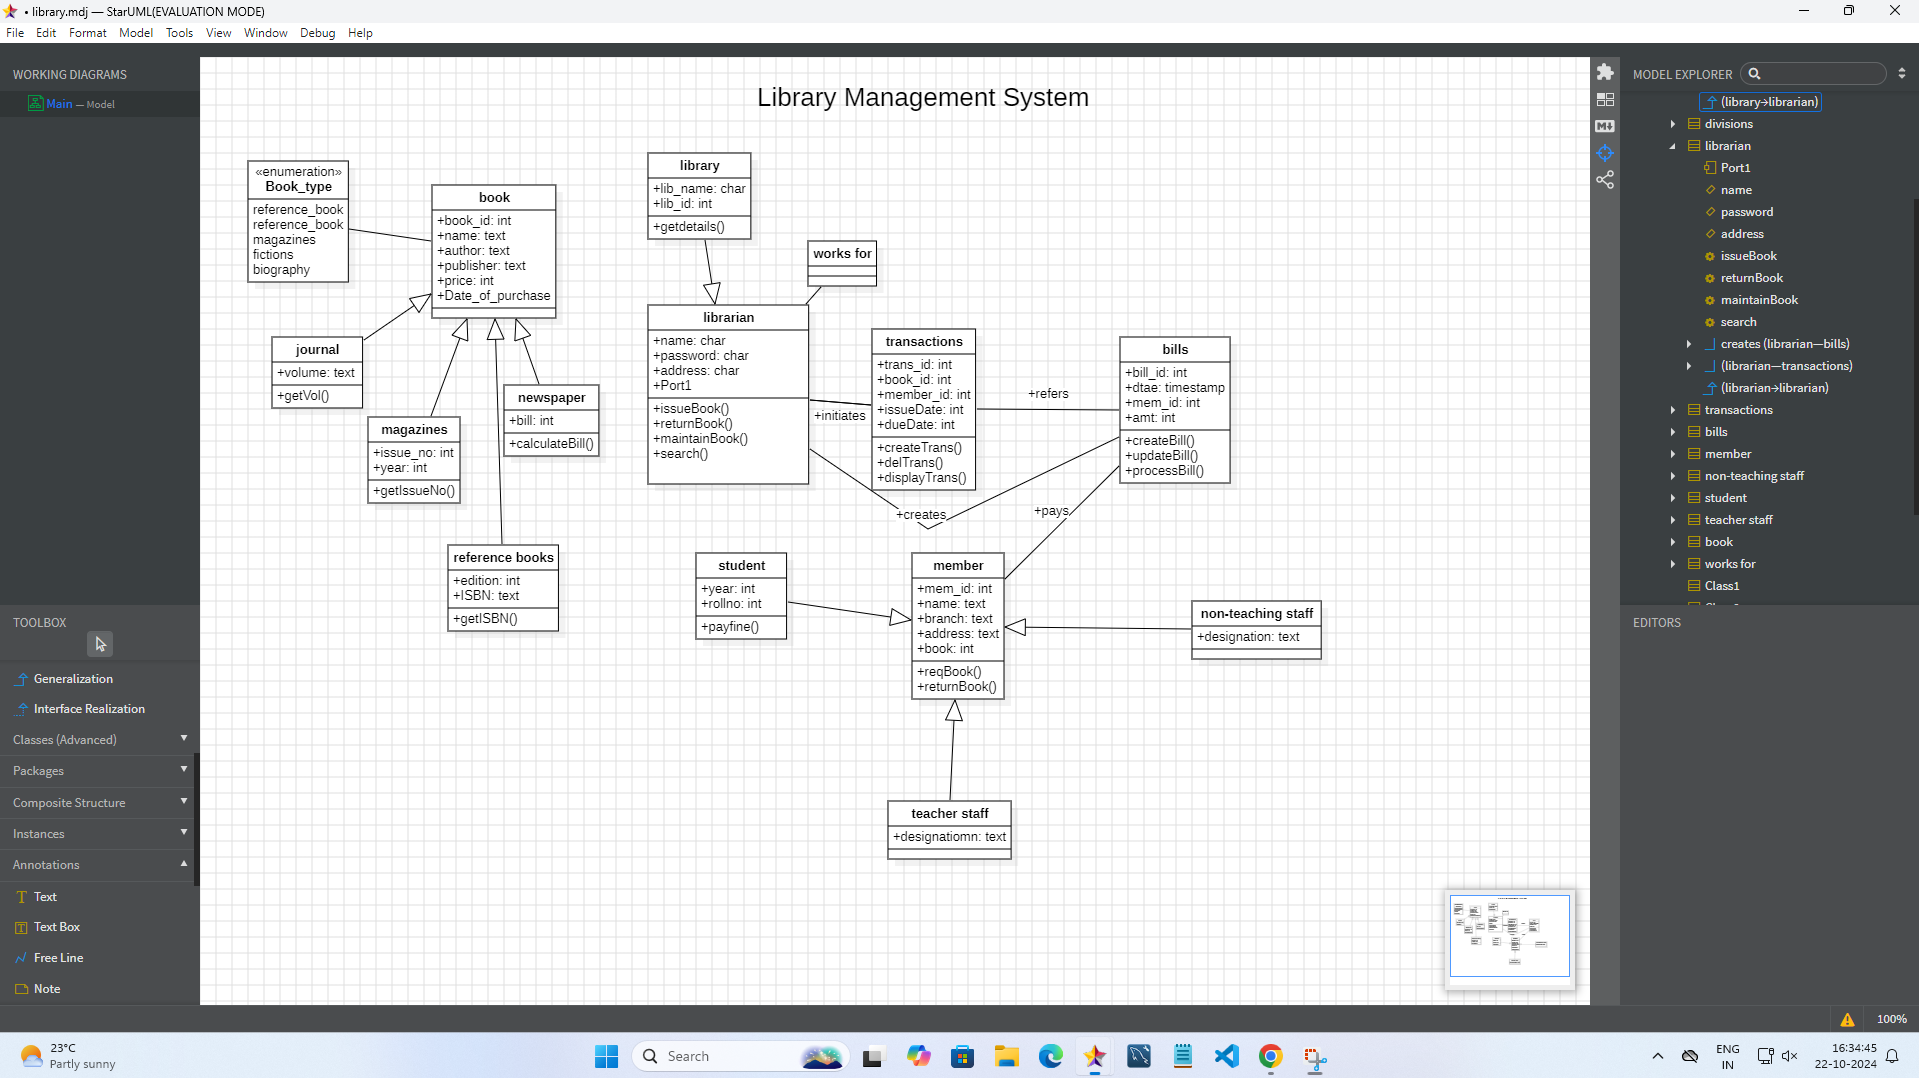 • library.mdj — StarUML(EVALUATION MODE)
File Edit Format Model Tools View Window Debug Help
WORKING DIAGRAMS
Main — Model
TOOLBOX
Generalization
Interface Realization
Classes (Advanced)
Packages
Composite Structure
Instances
Annotations
Text
Text Box
Free Line
Note
Library Management System
«enumeration»
Book_type
reference_book
reference_book
magazines
fictions
biography
book
+book_id: int
+name: text
+author: text
+publisher: text
+price: int
+Date_of_purchase
library
+lib_name: char
+lib_id: int
+getdetails()
works for
journal
+volume: text
+getVol()
magazines
+issue_no: int
+year: int
+getIssueNo()
newspaper
+bill: int
+calculateBill()
reference books
+edition: int
+ISBN: text
+getISBN()
librarian
+name: char
+password: char
+address: char
+Port1
+issueBook()
+returnBook()
+maintainBook()
+search()
+initiates
transactions
+trans_id: int
+book_id: int
+member_id: int
+issueDate: int
+dueDate: int
+createTrans()
+delTrans()
+displayTrans()
+refers
bills
+bill_id: int
+dtae: timestamp
+mem_id: int
+amt: int
+createBill()
+updateBill()
+processBill()
+creates
+pays
student
+year: int
+rollno: int
+payfine()
member
+mem_id: int
+name: text
+branch: text
+address: text
+book: int
+reqBook()
+returnBook()
non-teaching staff
+designation: text
teacher staff
+designatiomn: text
MODEL EXPLORER
(library→librarian)
divisions
librarian
Port1
name
password
address
issueBook
returnBook
maintainBook
search
creates (librarian—bills)
(librarian—transactions)
(librarian→librarian)
transactions
bills
member
non-teaching staff
student
teacher staff
book
works for
Class1
EDITORS
100%
23°C
Partly sunny
Search
ENG
IN
16:34:45
22-10-2024